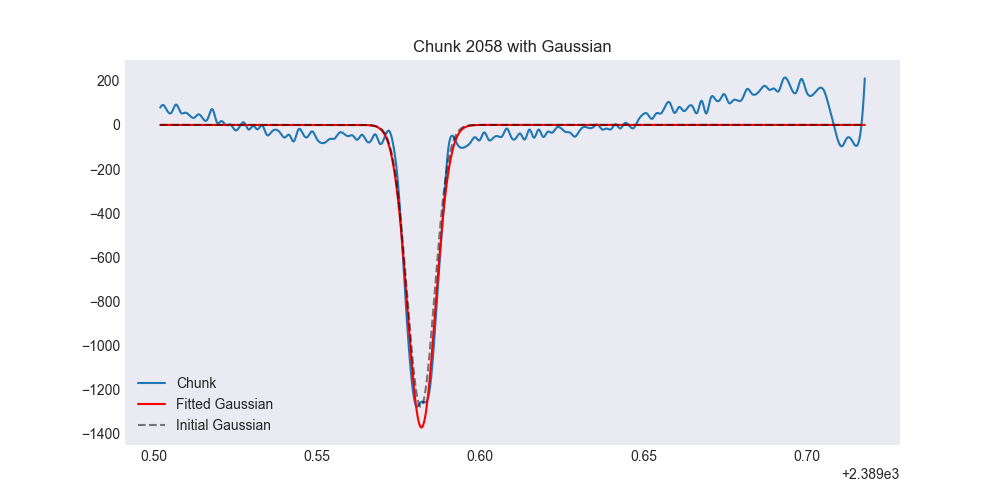 Chunk 2058 with Gaussian
200
0
−200
−400
−600
−800
−1000
−1200
−1400
Chunk
Fitted Gaussian
Initial Gaussian
0.50 0.55 0.60 0.65 0.70
+2.389e3